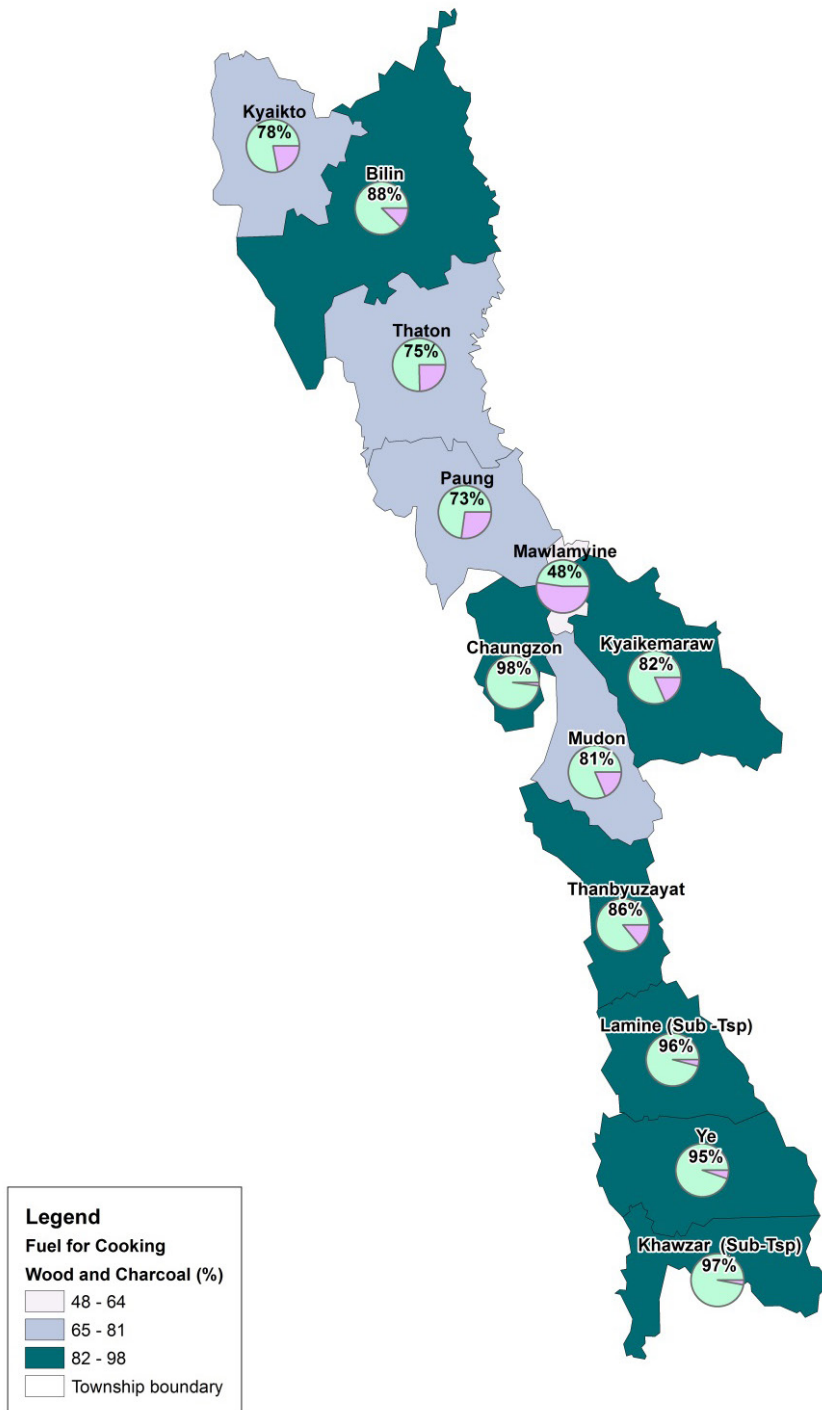 Kyaikto
78%
Bilin
88%
Thaton
75%
Paung
73%
Mawlamyine
48%
Chaungzon
98%
Kyaikemaraw
82%
Mudon
81%
Thanbyuzayat
86%
Lamine (Sub -Tsp)
96%
Ye
95%
Khawzar (Sub-Tsp)
97%
Legend
Fuel for Cooking
Wood and Charcoal (%)
48 - 64
65 - 81
82 - 98
Township boundary